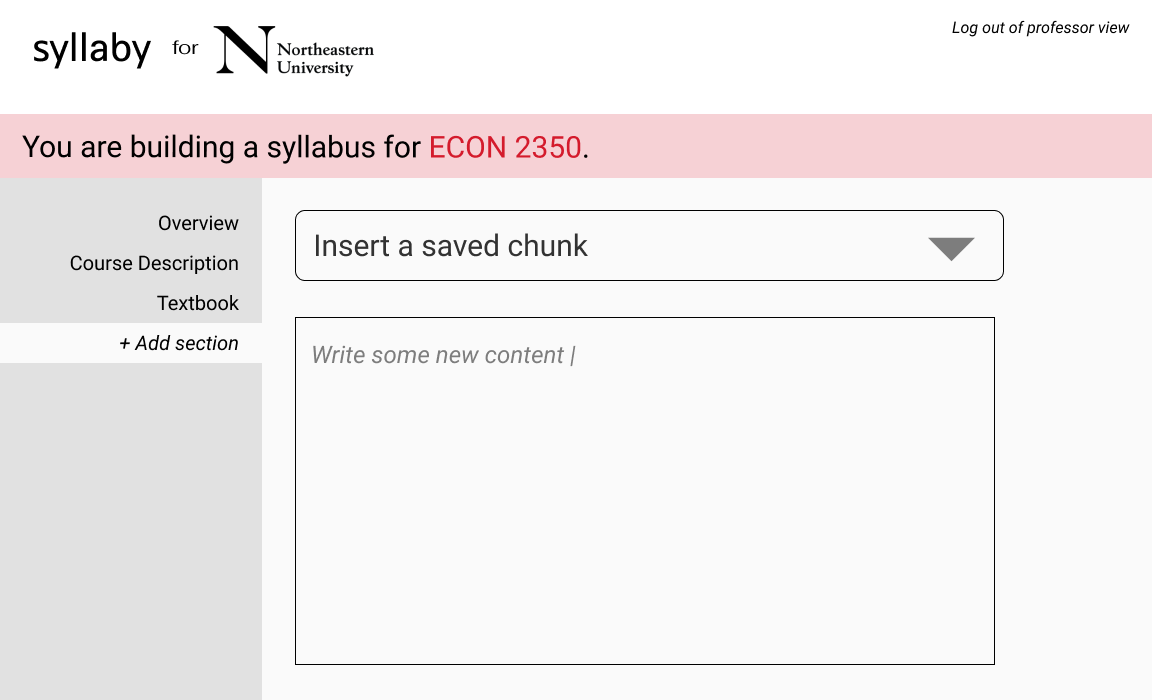 Log out of professor view
syllaby for N Northeastern
University
You are building a syllabus for ECON 2350.
Overview
Course Description
Textbook
+ Add section
Insert a saved chunk
Write some new content |